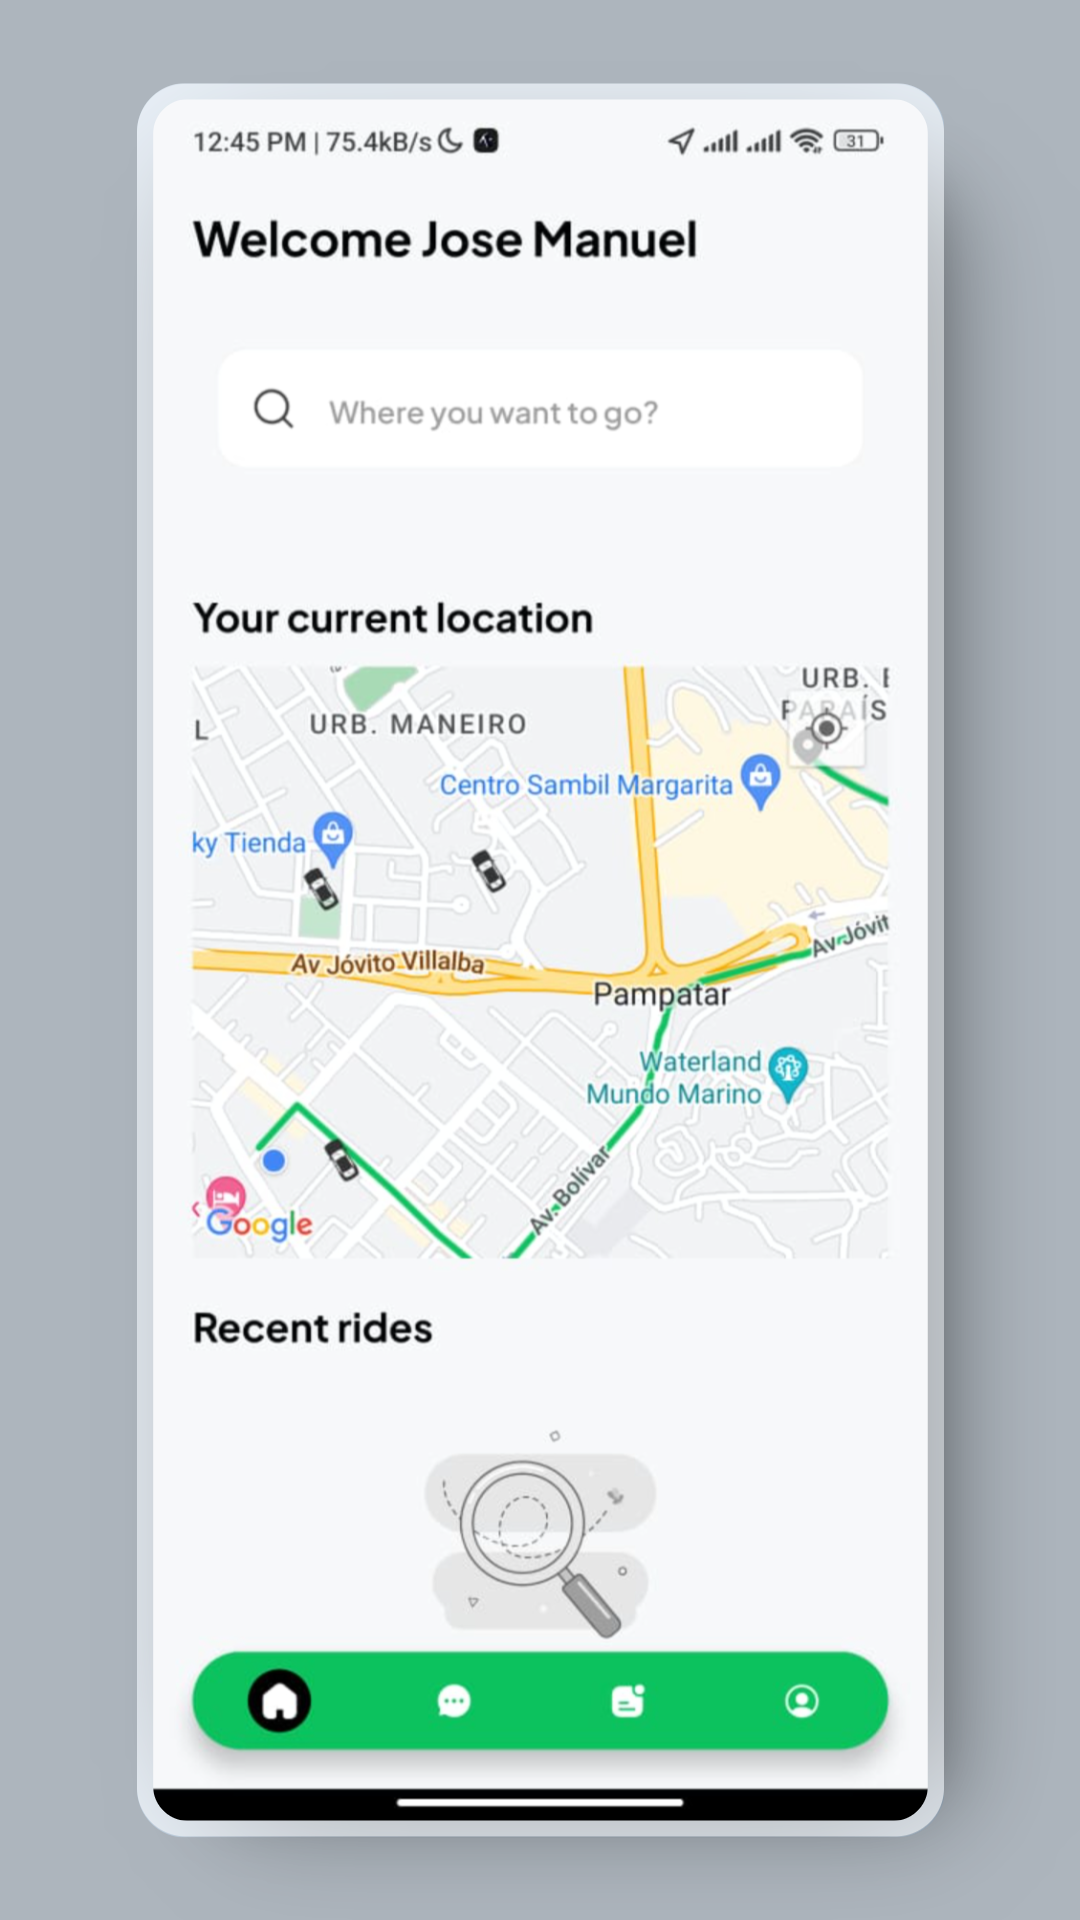 12:45 PM | 75.4kB/s
31
Welcome Jose Manuel
Where you want to go?
Your current location
URB.
L
URB. MANEIRO
Centro Sambil Margarita
ky Tienda
Av Jóvito Villalba
Av. Jóvit
Pampatar
Waterland
Mundo Marino
Av. Bolívar
Google
Recent rides